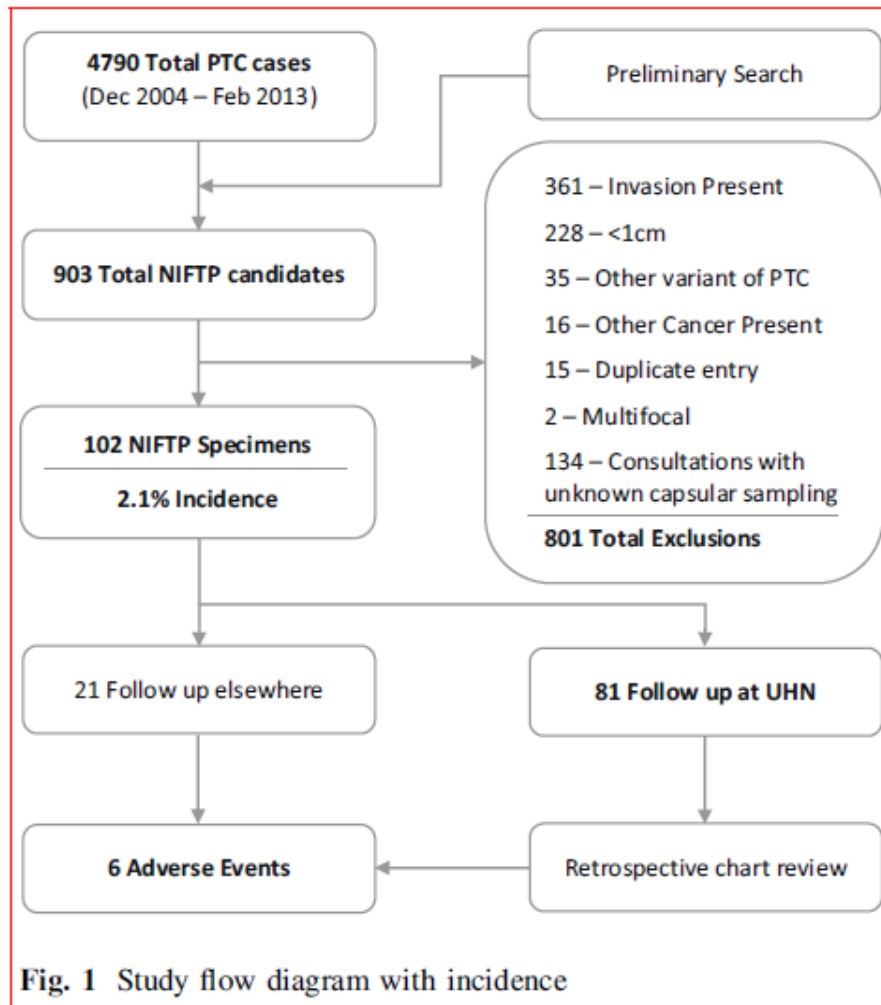 4790 Total PTC cases
(Dec 2004 – Feb 2013)
Preliminary Search
903 Total NIFTP candidates
361 – Invasion Present
228 – <1cm
35 – Other variant of PTC
16 – Other Cancer Present
15 – Duplicate entry
2 – Multifocal
134 – Consultations with
unknown capsular sampling
801 Total Exclusions
102 NIFTP Specimens
2.1% Incidence
21 Follow up elsewhere
81 Follow up at UHN
6 Adverse Events
Retrospective chart review
Fig. 1 Study flow diagram with incidence